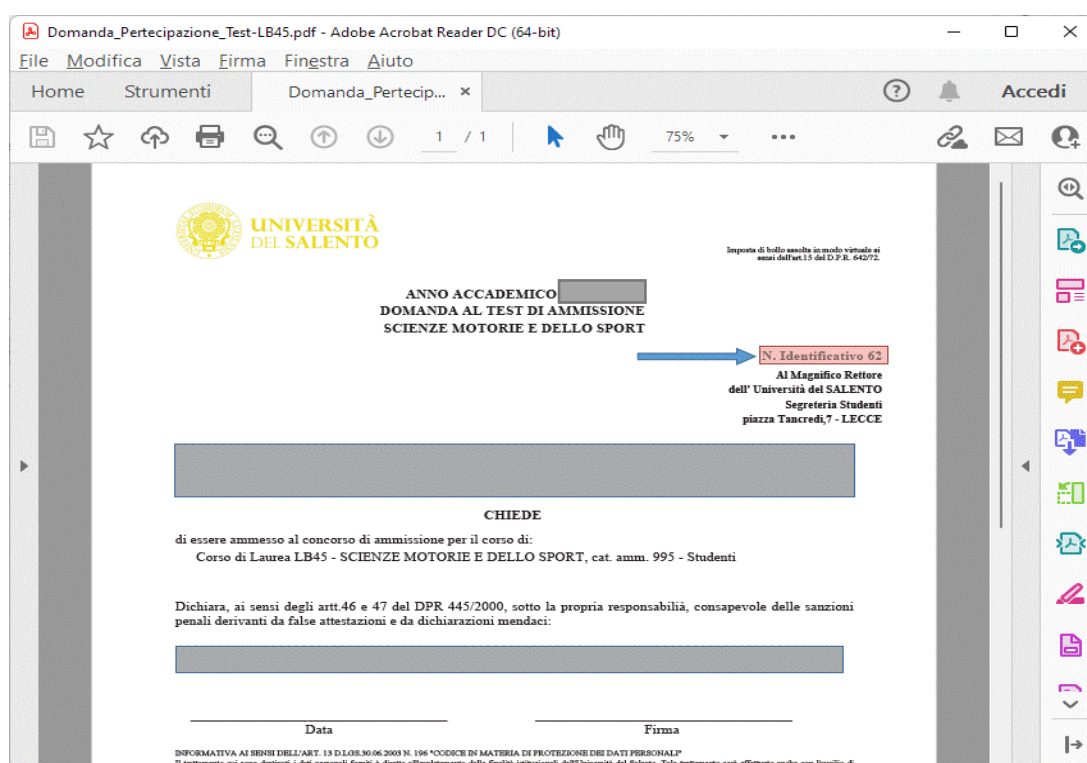 Domanda_Pertecipazione_Test-LB45.pdf - Adobe Acrobat Reader DC (64-bit)
File Modifica Vista Firma Finestra Aiuto
Home Strumenti Domanda_Pertecip... × Accedi
1 / 1 75%
UNIVERSITÀ
DEL SALENTO
Imposta di bollo assolta in modo virtuale ai
sensi dell'art.15 del D.P.R. 642/72.
ANNO ACCADEMICO
DOMANDA AL TEST DI AMMISSIONE
SCIENZE MOTORIE E DELLO SPORT
N. Identificativo 62
Al Magnifico Rettore
dell' Università del SALENTO
Segreteria Studenti
piazza Tancredi,7 - LECCE
CHIEDE
di essere ammesso al concorso di ammissione per il corso di:
Corso di Laurea LB45 - SCIENZE MOTORIE E DELLO SPORT, cat. amm. 995 - Studenti
Dichiara, ai sensi degli artt.46 e 47 del DPR 445/2000, sotto la propria responsabilià, consapevole delle sanzioni
penali derivanti da false attestazioni e da dichiarazioni mendaci:
Data Firma
INFORMATIVA AI SENSI DELL'ART. 13 D.LGS.30.06.2003 N. 196 "CODICE IN MATERIA DI PROTEZIONE DEI DATI PERSONALI"